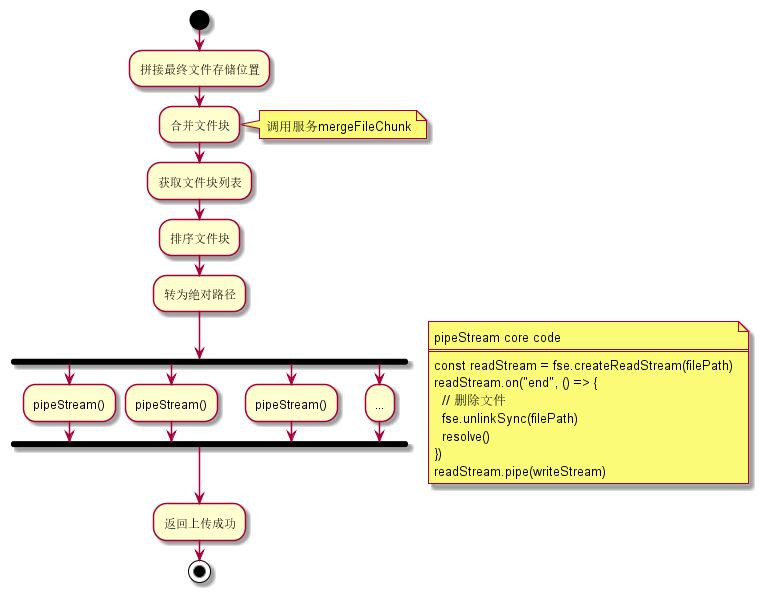 拼接最终文件存储位置
合并文件块
调用服务mergeFileChunk
获取文件块列表
排序文件块
转为绝对路径
pipeStream()
pipeStream()
pipeStream()
...
pipeStream core code
const readStream = fse.createReadStream(filePath)
readStream.on("end", () => {
// 删除文件
fse.unlinkSync(filePath)
resolve()
})
readStream.pipe(writeStream)
返回上传成功